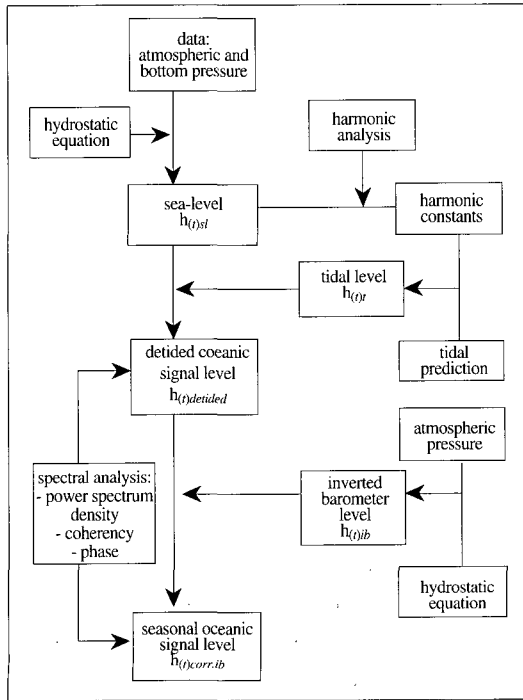 data:
atmospheric and
bottom pressure
hydrostatic
equation
harmonic
analysis
sea-level
h(t)sl
harmonic
constants
tidal level
h(t)t
detided coeanic
signal level
h(t)detided
tidal
prediction
atmospheric
pressure
spectral analysis:
- power spectrum
density
- coherency
- phase
inverted
barometer
level
h(t)ib
hydrostatic
equation
seasonal oceanic
signal level
h(t)corr.ib